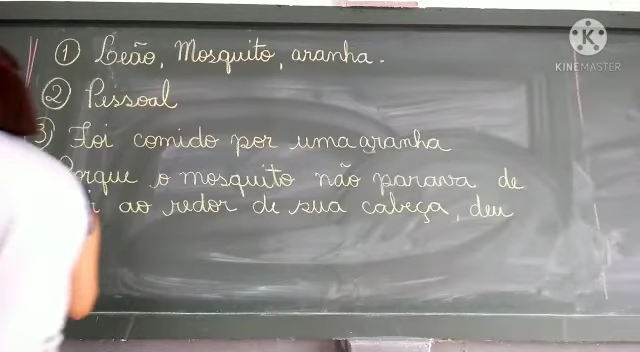 ① Leão, Mosquito, aranha.
② Pessoal
3) Foi comido por uma aranha
Porque o mosquito não parava de
ao redor de sua cabeça, deu
K
KINEMASTER